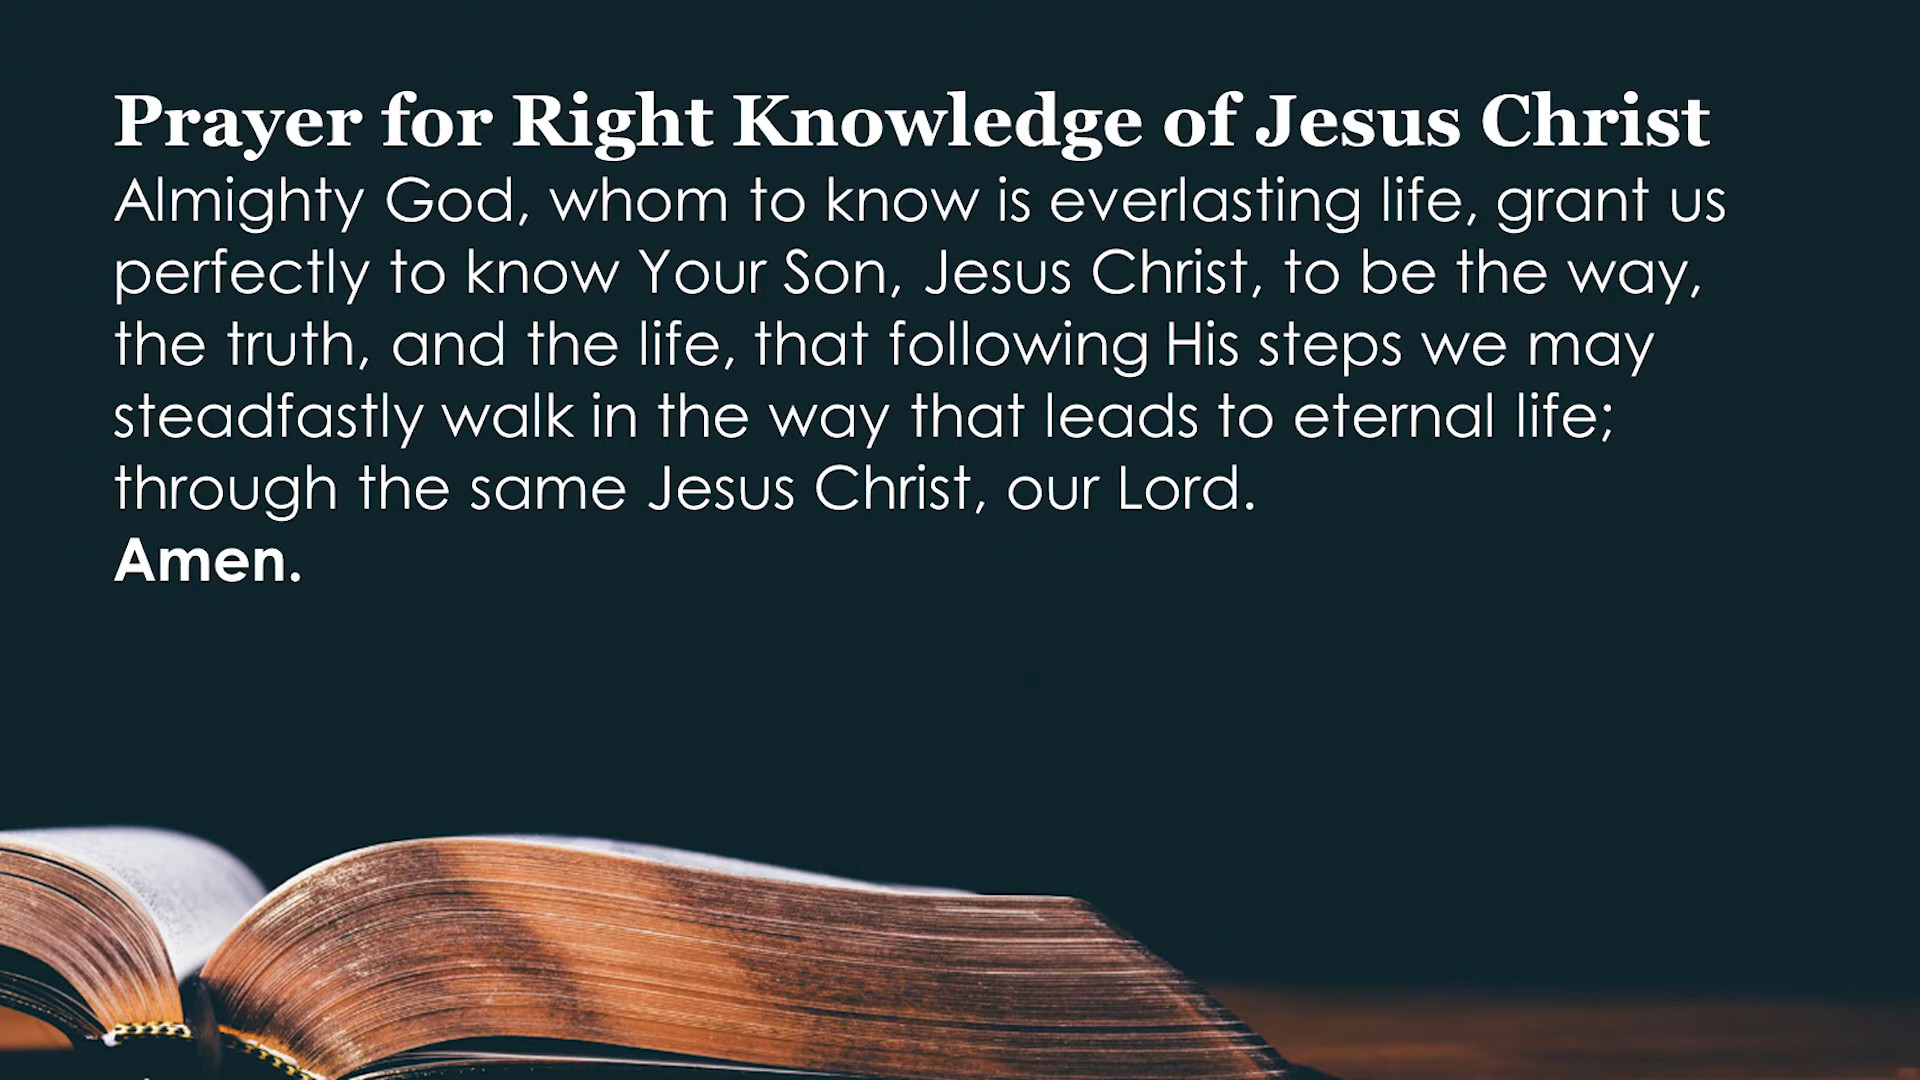 Prayer for Right Knowledge of Jesus Christ
Almighty God, whom to know is everlasting life, grant us
perfectly to know Your Son, Jesus Christ, to be the way,
the truth, and the life, that following His steps we may
steadfastly walk in the way that leads to eternal life;
through the same Jesus Christ, our Lord.
Amen.